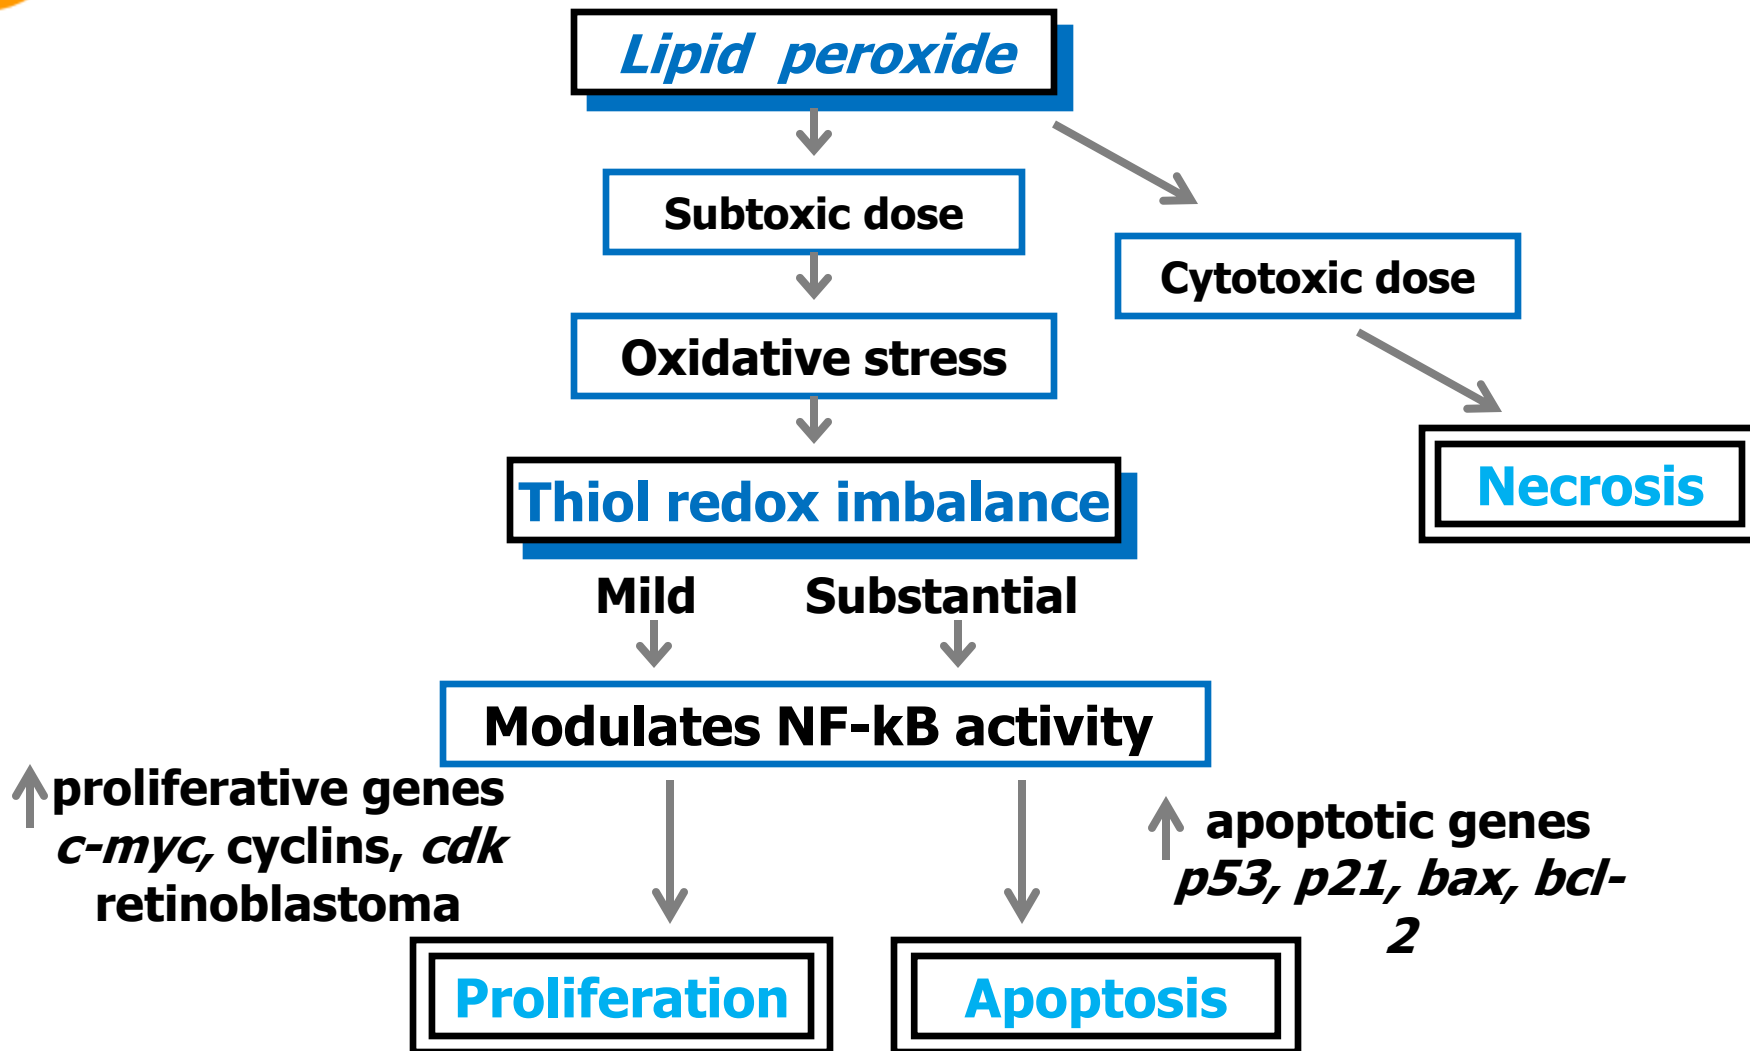 Lipid peroxide
Subtoxic dose
Cytotoxic dose
Oxidative stress
Necrosis
Thiol redox imbalance
Mild
Substantial
Modulates NF-kB activity
proliferative genes
c-myc, cyclins, cdk
retinoblastoma
apoptotic genes
p53, p21, bax, bcl-
2
Proliferation
Apoptosis